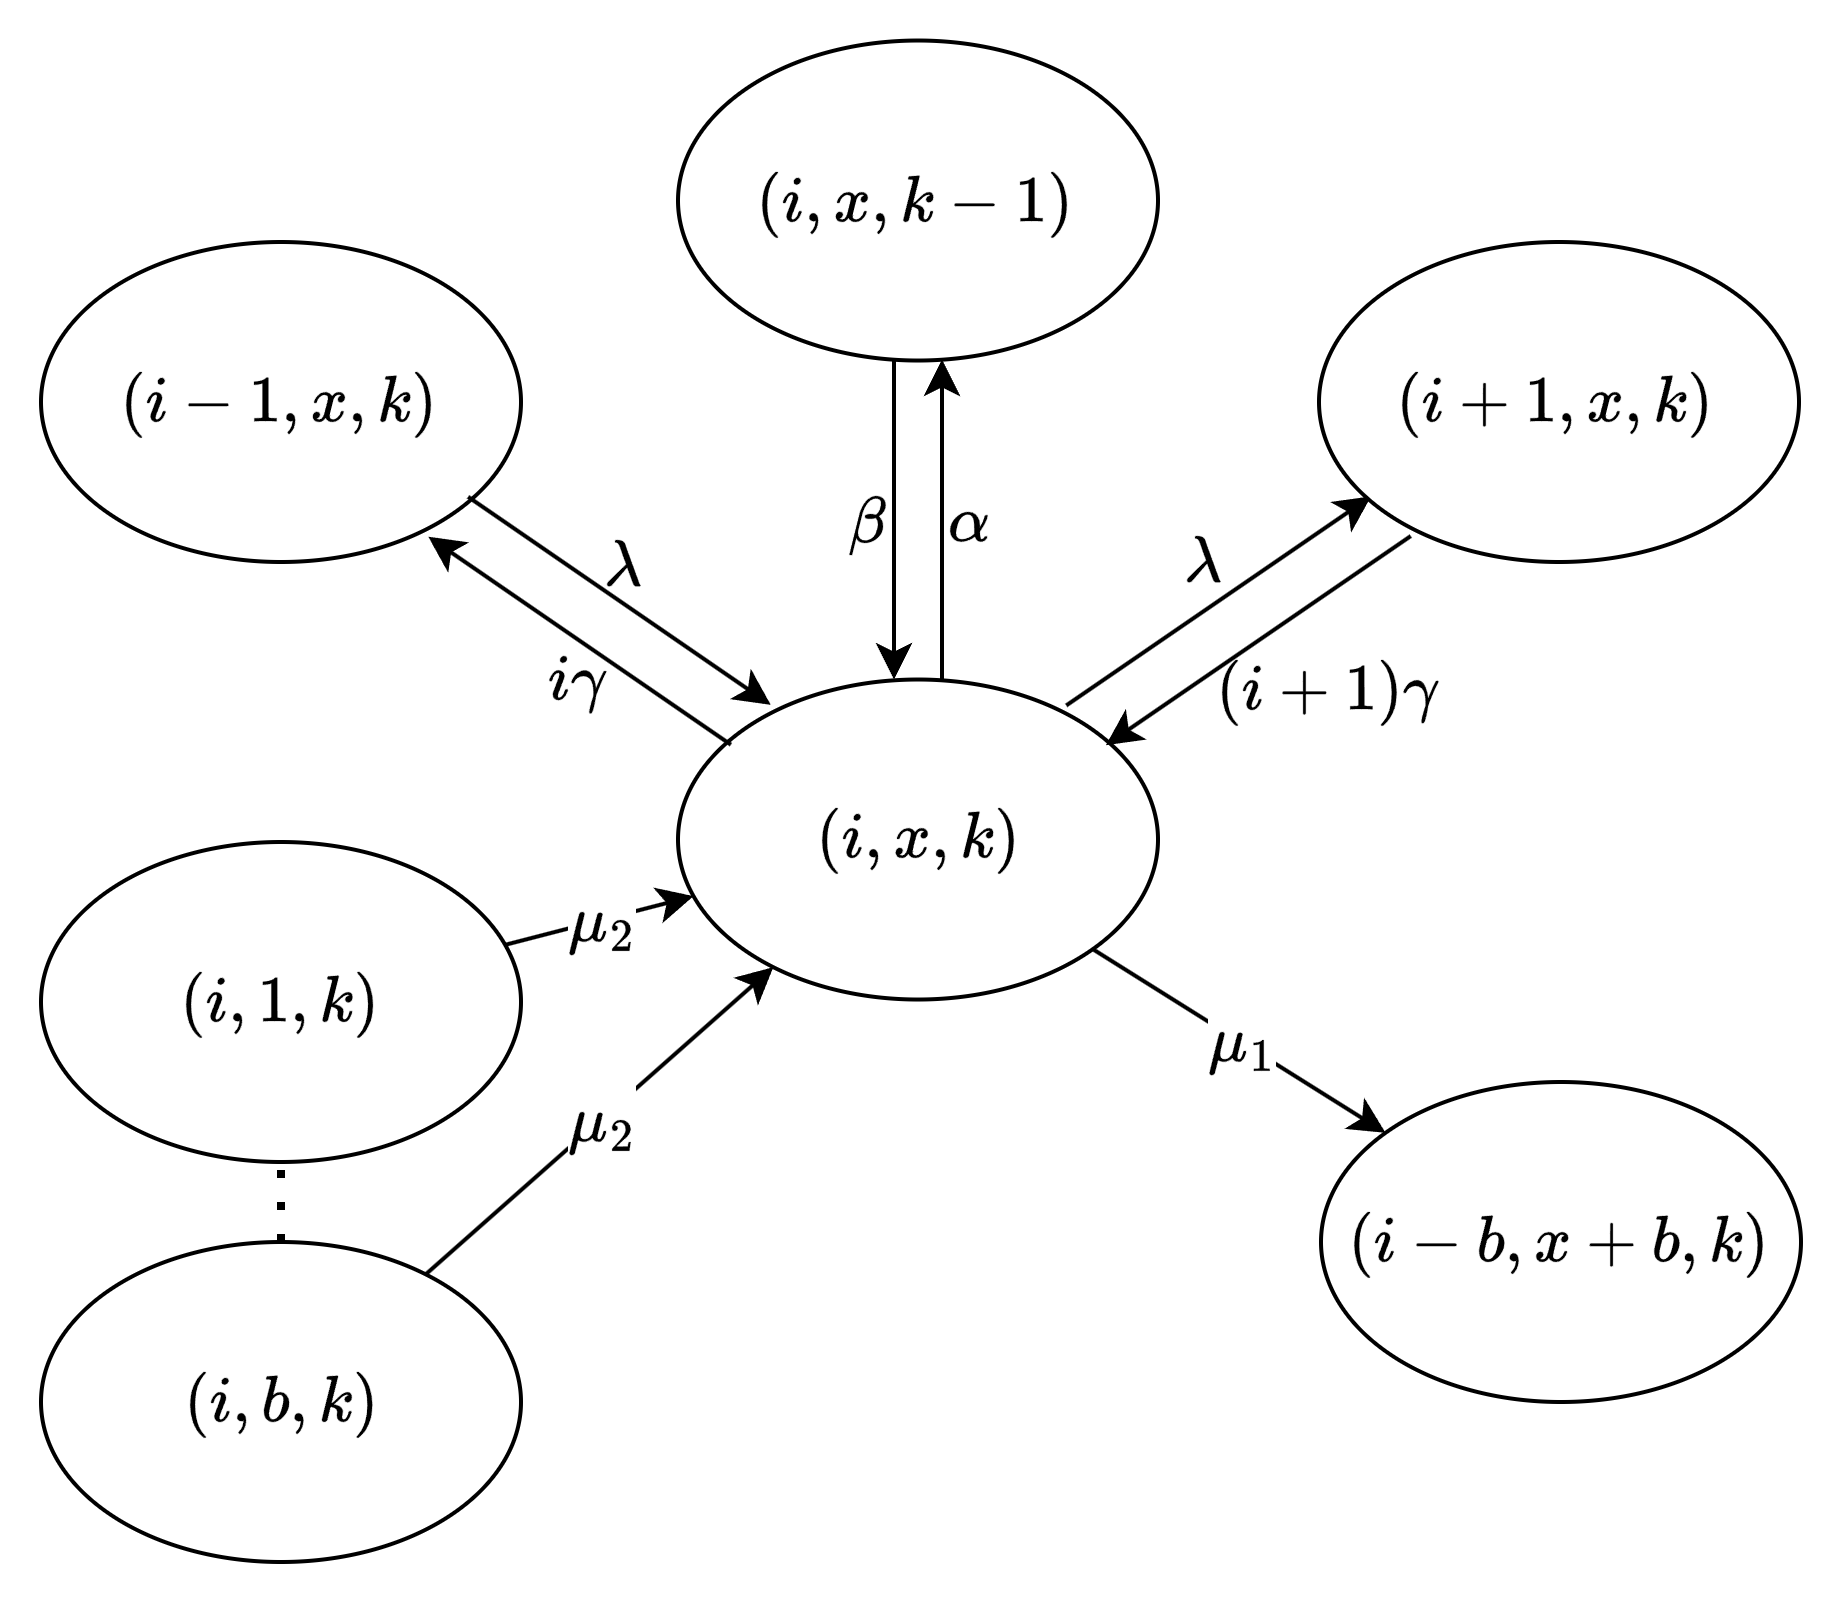 (i, x, k − 1)
(i − 1, x, k)
(i + 1, x, k)
β
α
λ
λ
iγ
(i + 1)γ
(i, x, k)
μ₂
(i, 1, k)
μ₁
μ₂
(i − b, x + b, k)
(i, b, k)